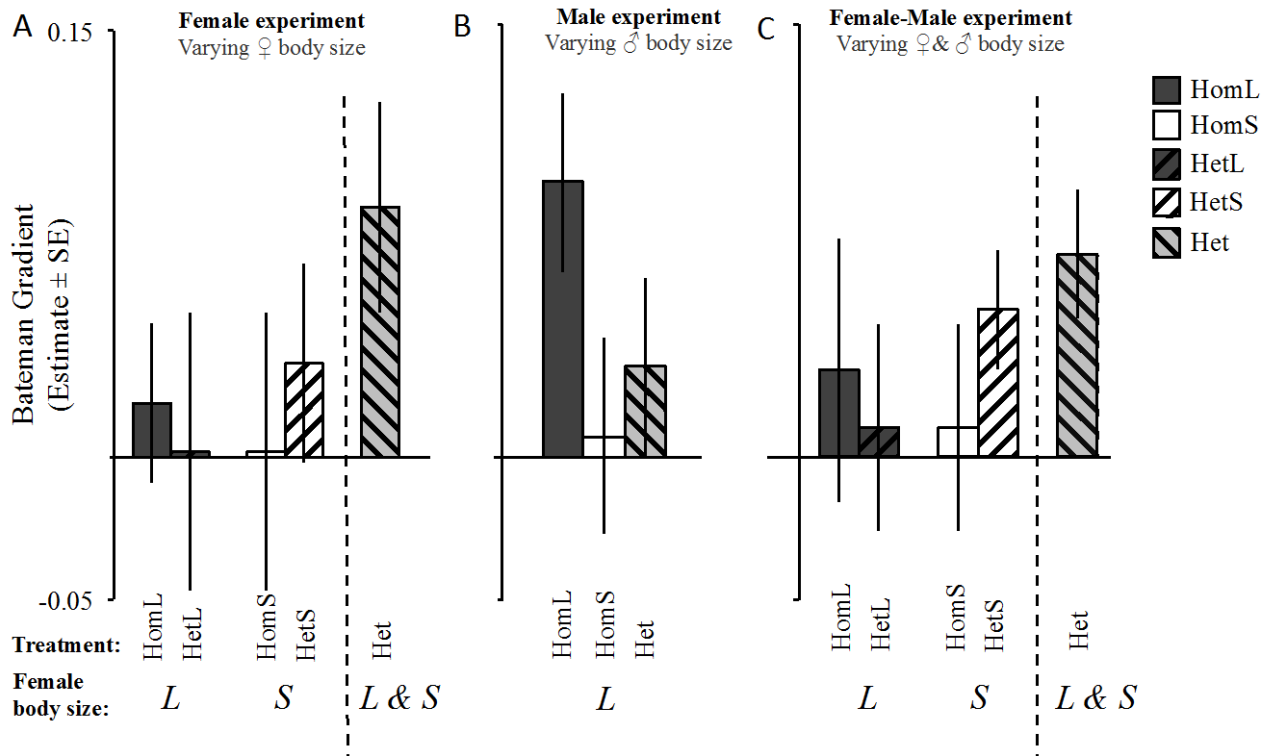 A
Female experiment
Varying ♀ body size
B
Male experiment
Varying ♂ body size
C
Female-Male experiment
Varying ♀& ♂ body size
0.15
-0.05
Bateman Gradient
(Estimate ± SE)
HomL
HomS
HetL
HetS
Het
Treatment:
HomL HetL HomS HetS Het HomL HomS Het HomL HetL HomS HetS Het
Female
body size:
L S L & S L L S L & S